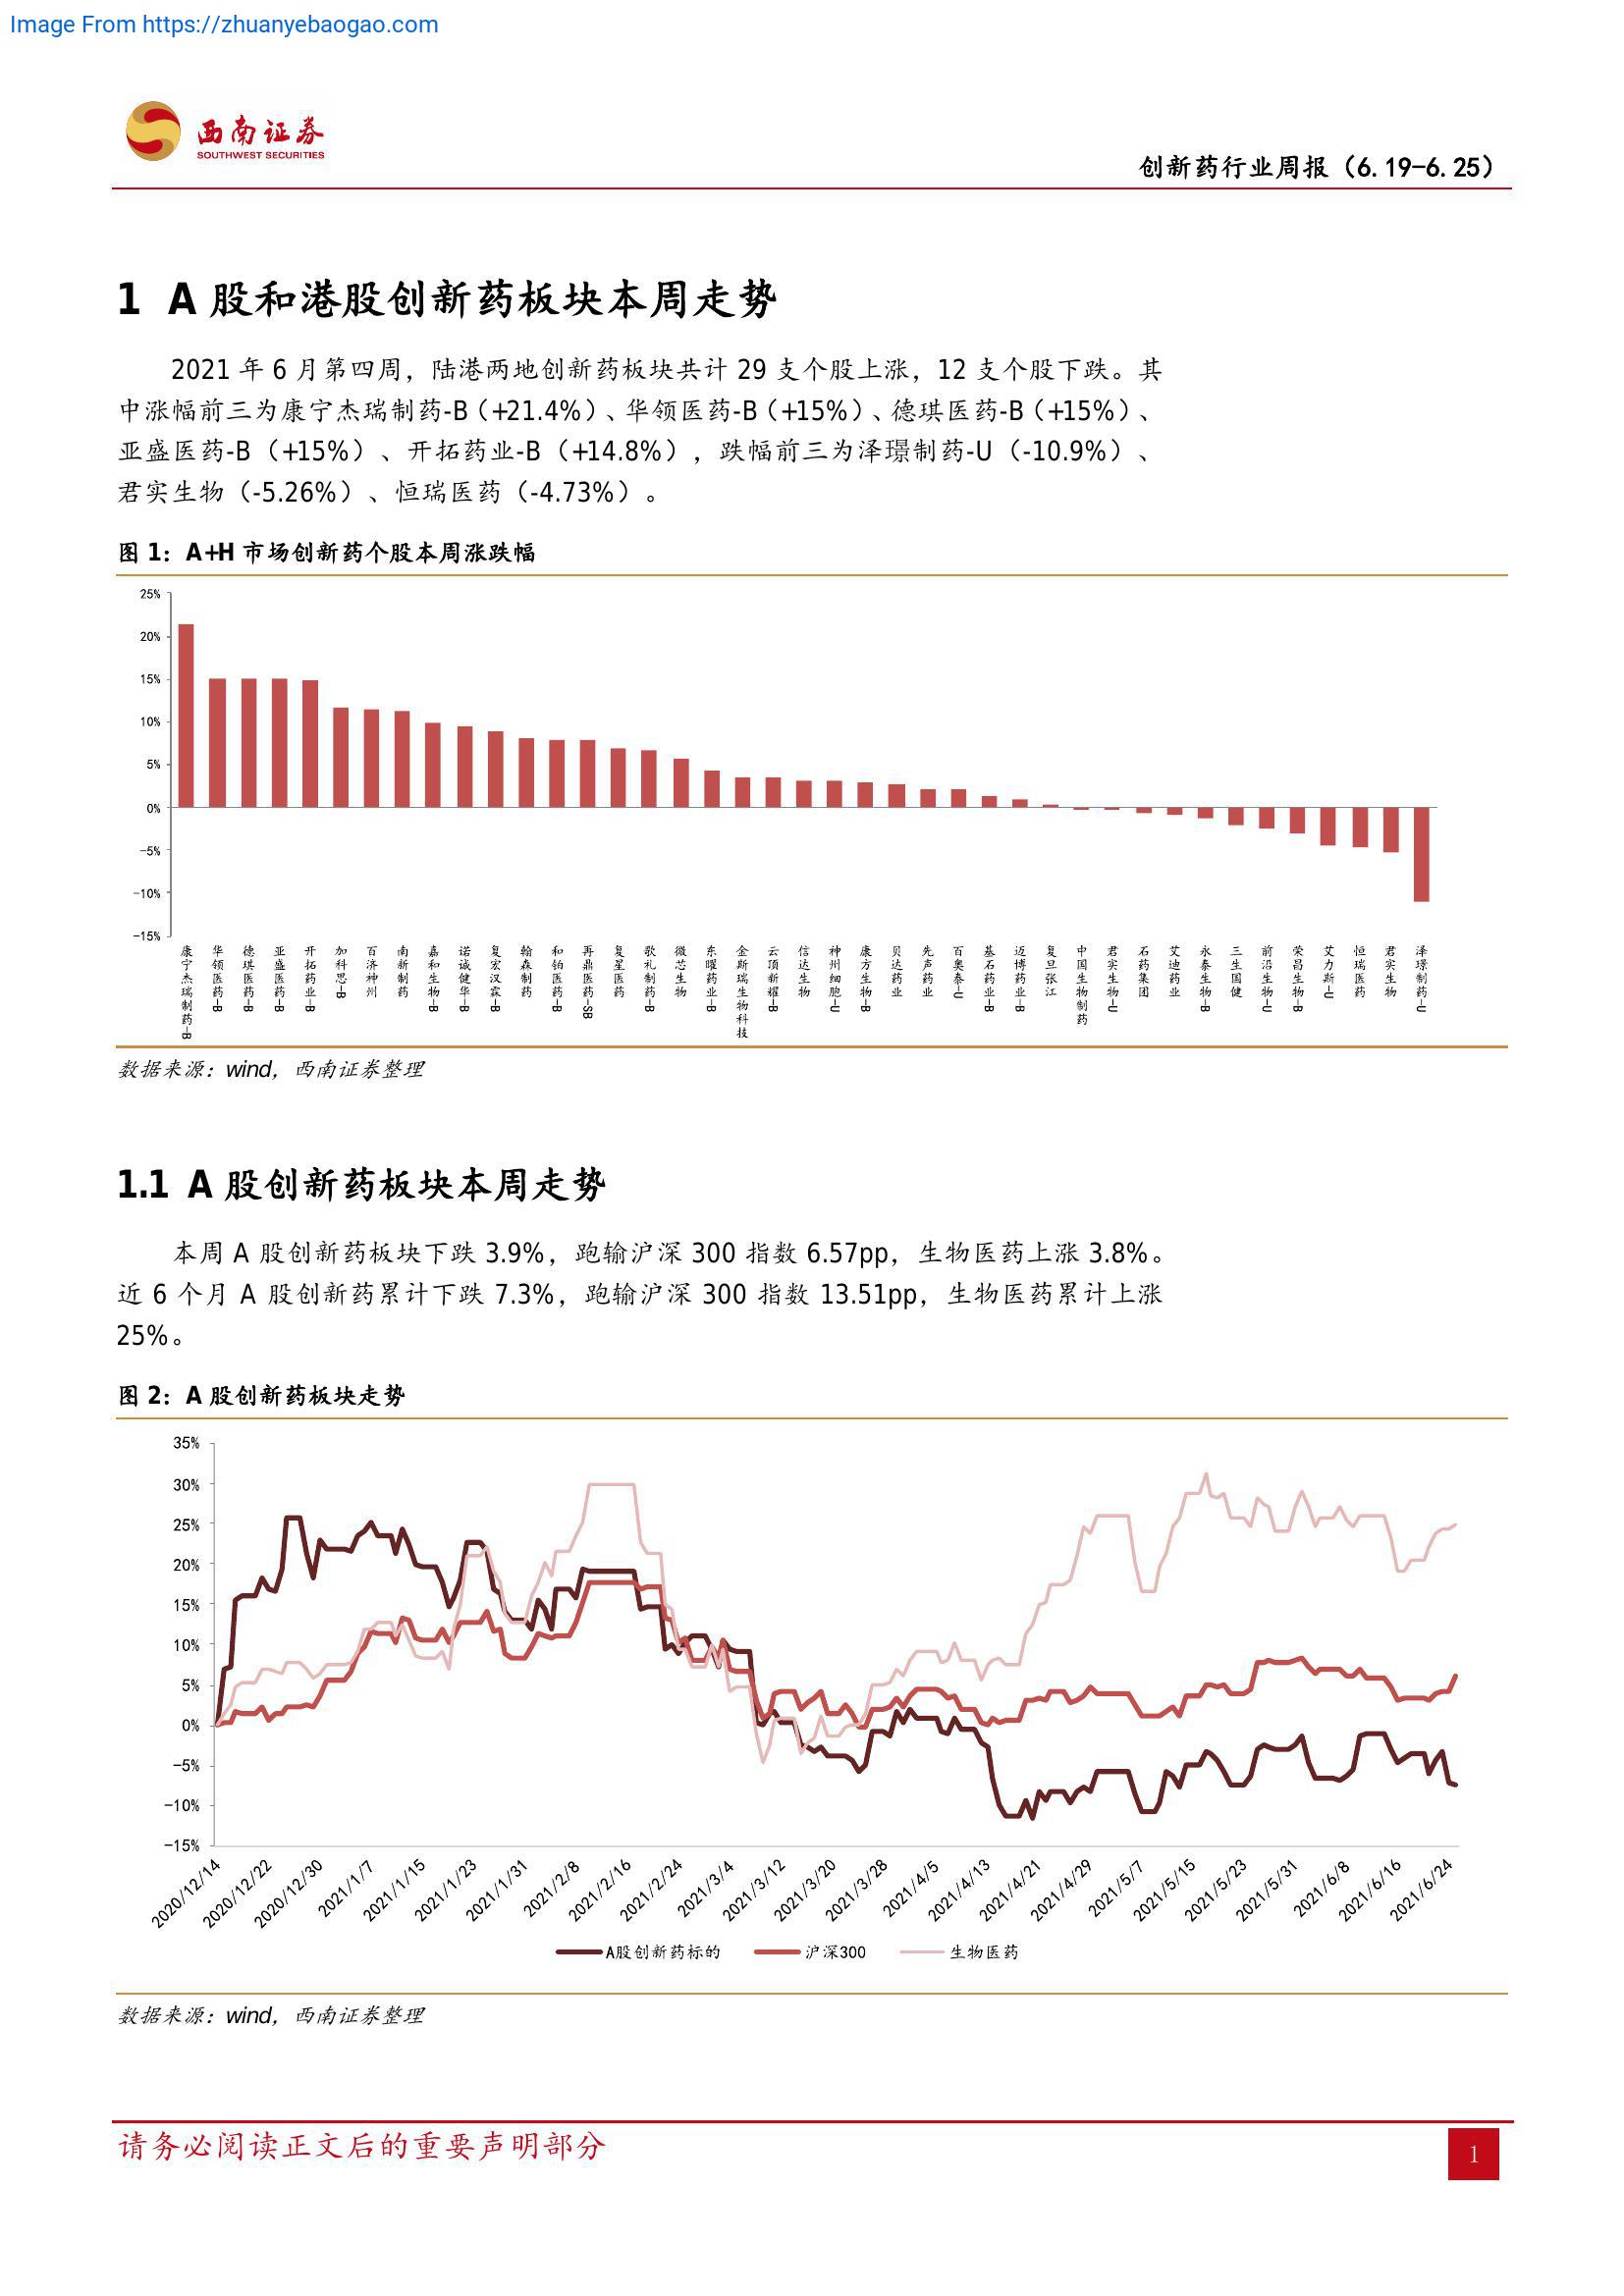 Image From https://zhuanyebaogao.com
西南证券
SOUTHWEST SECURITIES
创新药行业周报（6.19-6.25）
1 A 股和港股创新药板块本周走势
2021 年 6 月第四周，陆港两地创新药板块共计 29 支个股上涨，12 支个股下跌。其
中涨幅前三为康宁杰瑞制药-B（+21.4%）、华领医药-B（+15%）、德琪医药-B（+15%）、
亚盛医药-B（+15%）、开拓药业-B（+14.8%），跌幅前三为泽璟制药-U（-10.9%）、
君实生物（-5.26%）、恒瑞医药（-4.73%）。
图 1：A+H 市场创新药个股本周涨跌幅
25%
20%
15%
10%
5%
0%
-5%
-10%
-15%
康宁杰瑞制药-B
华领医药-B
德琪医药-B
亚盛医药-B
开拓药业-B
加科思-B
百济神州
南新制药
嘉和生物-B
诺诚健华-B
复宏汉霖-B
翰森制药
和铂医药-B
再鼎医药-SB
复星医药
歌礼制药-B
微芯生物
东曜药业-B
金斯瑞生物科技
云顶新耀-B
信达生物
神州细胞-U
康方生物-B
贝达药业
先声药业
百奥泰-U
基石药业-B
迈博药业-B
复旦张江
中国生物制药
君实生物-U
石药集团
艾迪药业
永泰生物-B
三生国健
前沿生物-U
荣昌生物-B
艾力斯-U
恒瑞医药
君实生物
泽璟制药-U
数据来源：wind，西南证券整理
1.1 A 股创新药板块本周走势
本周 A 股创新药板块下跌 3.9%，跑输沪深 300 指数 6.57pp，生物医药上涨 3.8%。
近 6 个月 A 股创新药累计下跌 7.3%，跑输沪深 300 指数 13.51pp，生物医药累计上涨
25%。
图 2：A 股创新药板块走势
35%
30%
25%
20%
15%
10%
5%
0%
-5%
-10%
-15%
2020/12/14
2020/12/22
2020/12/30
2021/1/7
2021/1/15
2021/1/23
2021/1/31
2021/2/8
2021/2/16
2021/2/24
2021/3/4
2021/3/12
2021/3/20
2021/3/28
2021/4/5
2021/4/13
2021/4/21
2021/4/29
2021/5/7
2021/5/15
2021/5/23
2021/5/31
2021/6/8
2021/6/16
2021/6/24
A股创新药标的 沪深300 生物医药
数据来源：wind，西南证券整理
请务必阅读正文后的重要声明部分
1